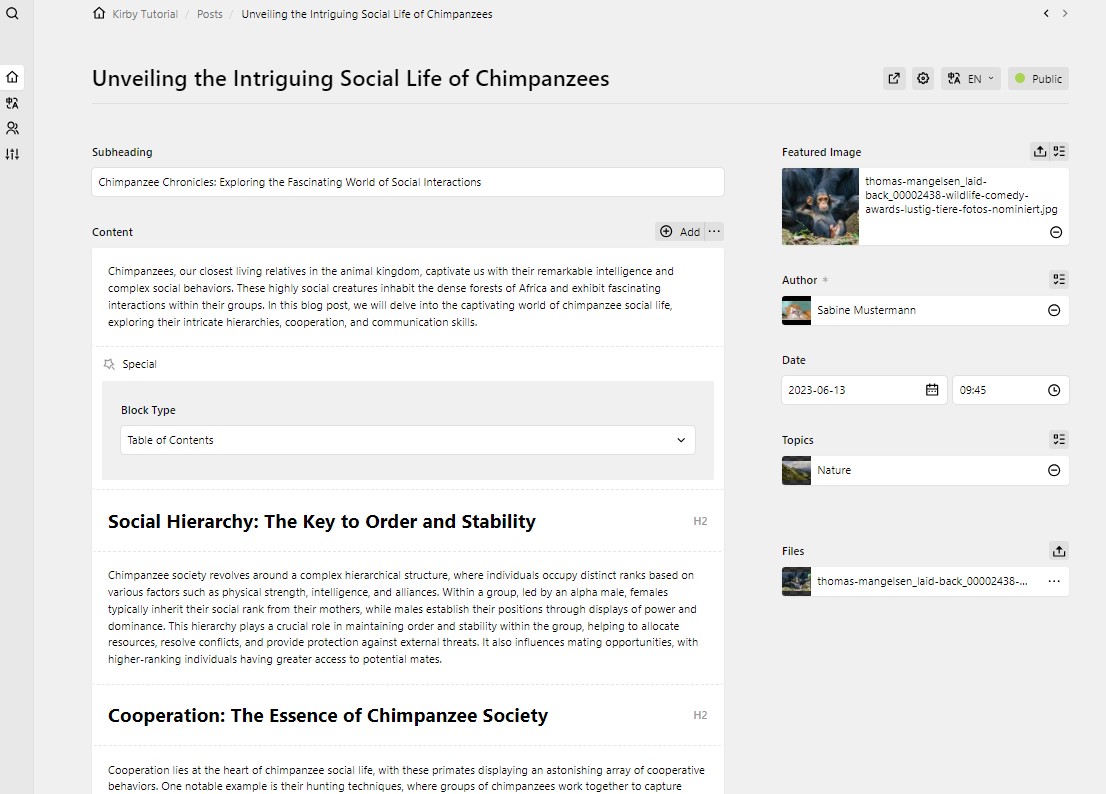 Kirby Tutorial / Posts / Unveiling the Intriguing Social Life of Chimpanzees
Unveiling the Intriguing Social Life of Chimpanzees
EN
Public
Subheading
Chimpanzee Chronicles: Exploring the Fascinating World of Social Interactions
Content
Add
Chimpanzees, our closest living relatives in the animal kingdom, captivate us with their remarkable intelligence and
complex social behaviors. These highly social creatures inhabit the dense forests of Africa and exhibit fascinating
interactions within their groups. In this blog post, we will delve into the captivating world of chimpanzee social life,
exploring their intricate hierarchies, cooperation, and communication skills.
Special
Block Type
Table of Contents
Social Hierarchy: The Key to Order and Stability
H2
Chimpanzee society revolves around a complex hierarchical structure, where individuals occupy distinct ranks based on
various factors such as physical strength, intelligence, and alliances. Within a group, led by an alpha male, females
typically inherit their social rank from their mothers, while males establish their positions through displays of power and
dominance. This hierarchy plays a crucial role in maintaining order and stability within the group, helping to allocate
resources, resolve conflicts, and provide protection against external threats. It also influences mating opportunities, with
higher-ranking individuals having greater access to potential mates.
Cooperation: The Essence of Chimpanzee Society
H2
Cooperation lies at the heart of chimpanzee social life, with these primates displaying an astonishing array of cooperative
behaviors. One notable example is their hunting techniques, where groups of chimpanzees work together to capture
Featured Image
thomas-mangelsen_laid-
back_00002438-wildlife-comedy-
awards-lustig-tiere-fotos-nominiert.jpg
Author *
Sabine Mustermann
Date
2023-06-13
09:45
Topics
Nature
Files
thomas-mangelsen_laid-back_00002438-...